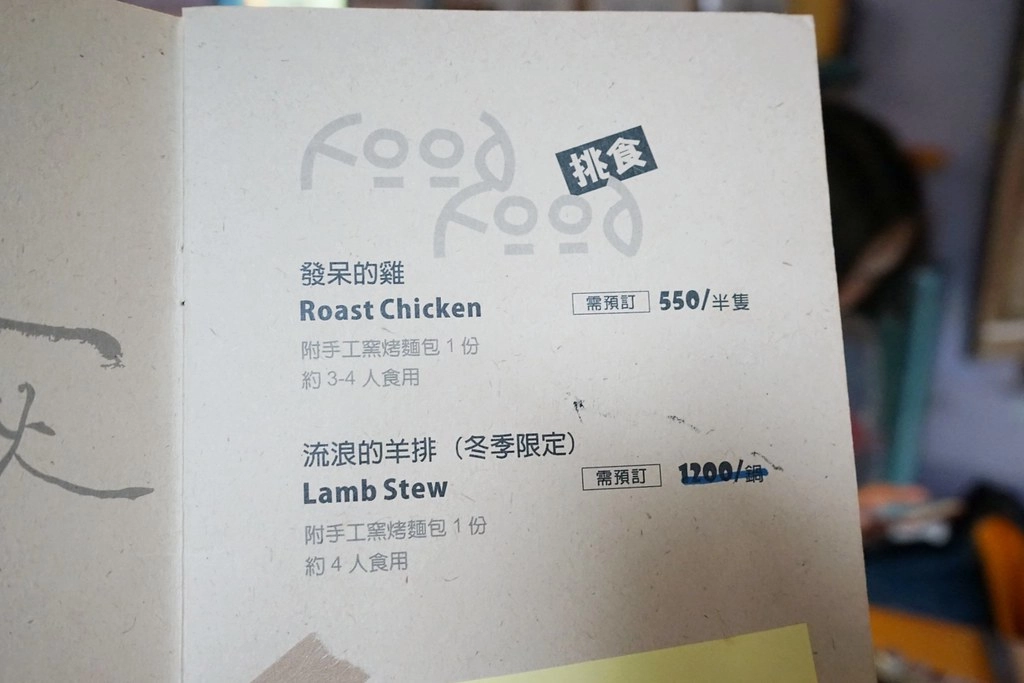 Food
挑食
Food
發呆的雞
Roast Chicken
需預訂 550/半隻
附手工窯烤麵包 1 份
約 3-4 人食用
流浪的羊排（冬季限定）
Lamb Stew
需預訂 1200/鍋
附手工窯烤麵包 1 份
約 4 人食用